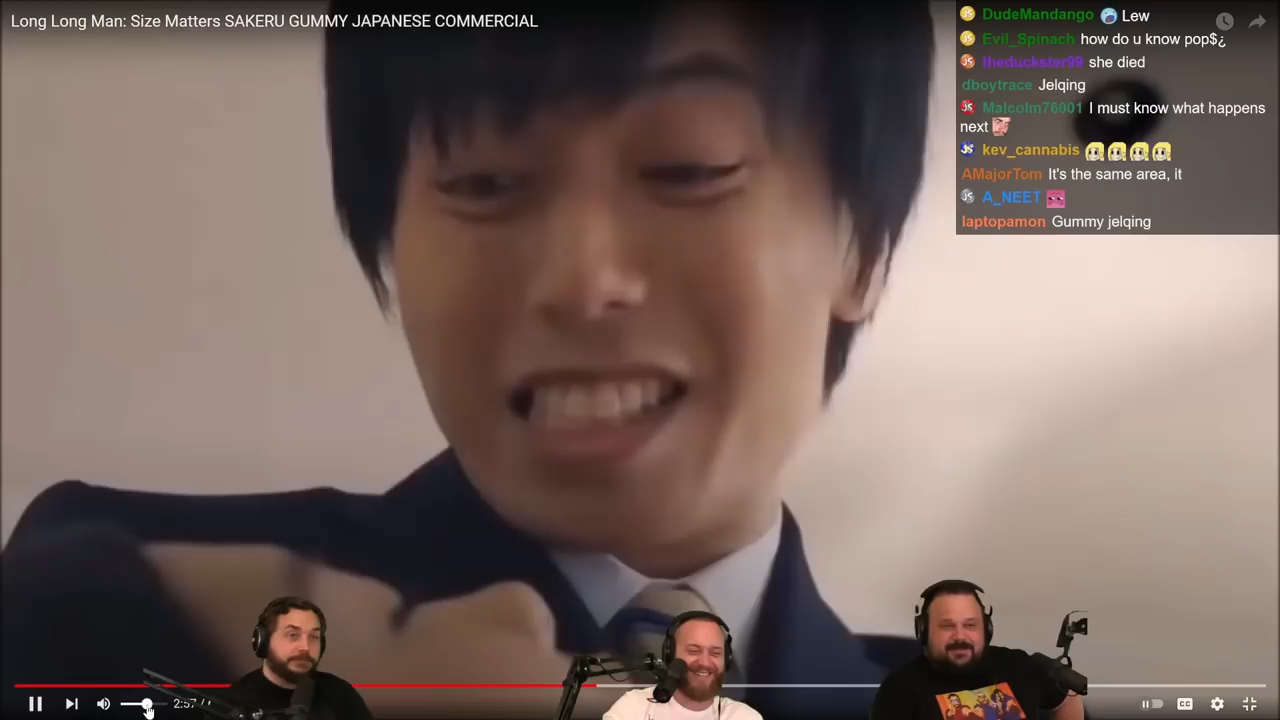 Long Long Man: Size Matters SAKERU GUMMY JAPANESE COMMERCIAL
DudeMandango Lew
Evil_Spinach how do u know pop$¿
theduckster99 she died
dboytrace Jelqing
Malcolm76001 I must know what happens
next
kev_cannabis
AMajorTom It's the same area, it
A_NEET
laptopamon Gummy jelqing
2:57 /